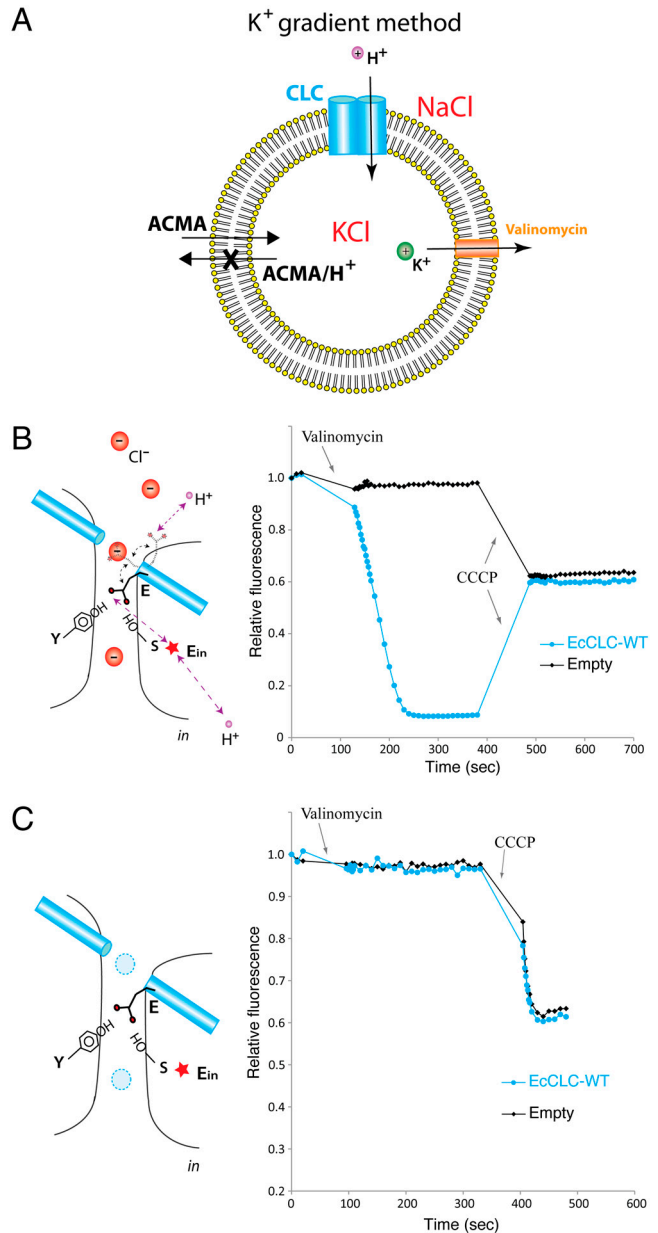 A
K+ gradient method
H+
CLC
NaCl
ACMA
KCl
Valinomycin
ACMA/H+
X
K+
B
Cl−
H+
E
OH
Y
HO
S
Ein
in
H+
Relative fluorescence
1.0
0.8
0.6
0.4
0.2
0
Valinomycin
CCCP
EcCLC-WT
Empty
0 100 200 300 400 500 600 700
Time (sec)
C
E
OH
Y
HO
S
Ein
in
Relative fluorescence
1.0
0.9
0.8
0.7
0.6
0.5
0.4
0.3
0.2
Valinomycin
CCCP
EcCLC-WT
Empty
0 100 200 300 400 500 600
Time (sec)